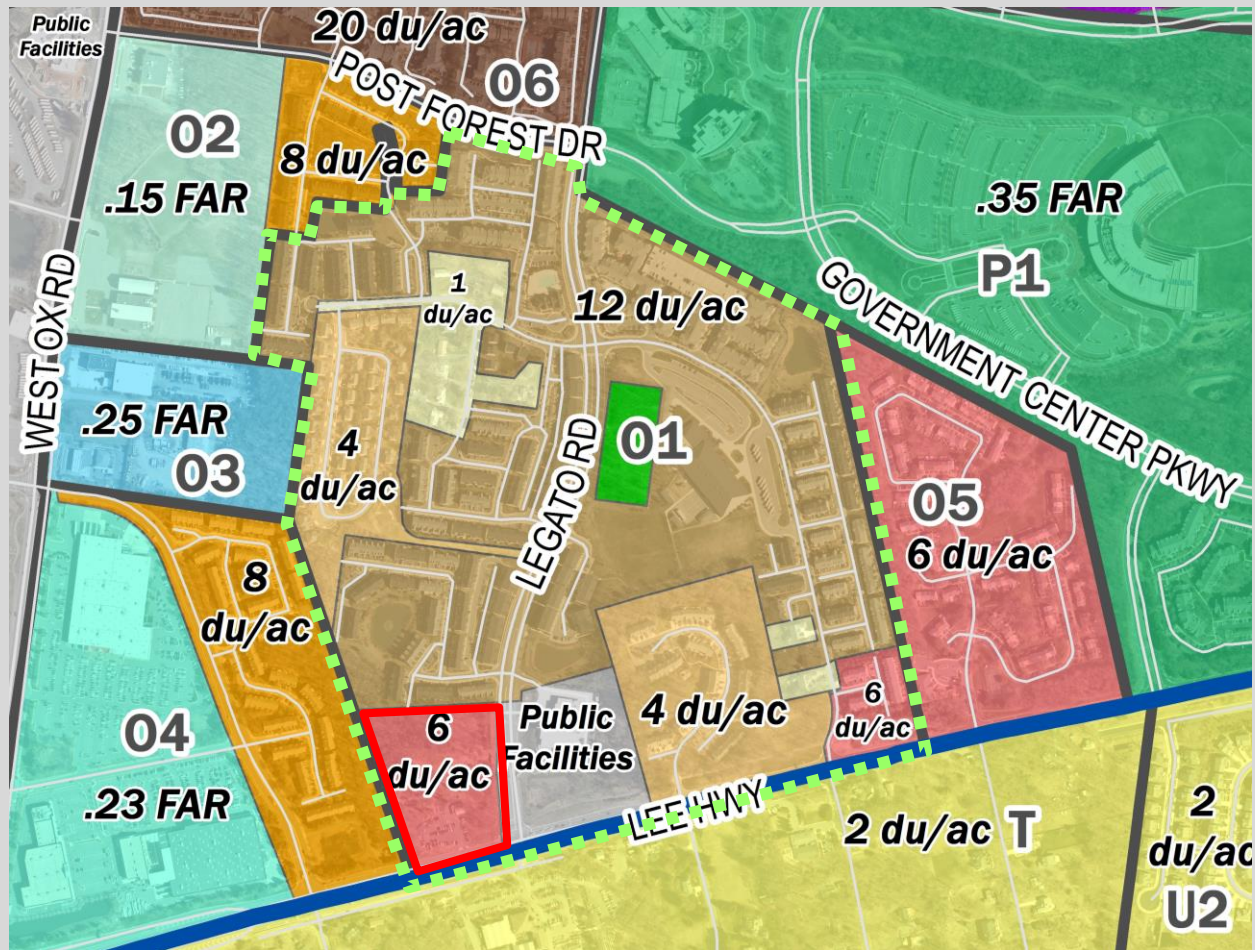 Public
Facilities
20 du/ac
06
POST FOREST DR
02
.15 FAR
8 du/ac
.35 FAR
P1
1
du/ac
12 du/ac
GOVERNMENT CENTER PKWY
WEST OX RD
.25 FAR
03
4
du/ac
LEGATO RD
01
05
6 du/ac
8
du/ac
04
.23 FAR
6
du/ac
Public
Facilities
4 du/ac
6
du/ac
LEE HWY
2 du/ac T
2
du/ac
U2